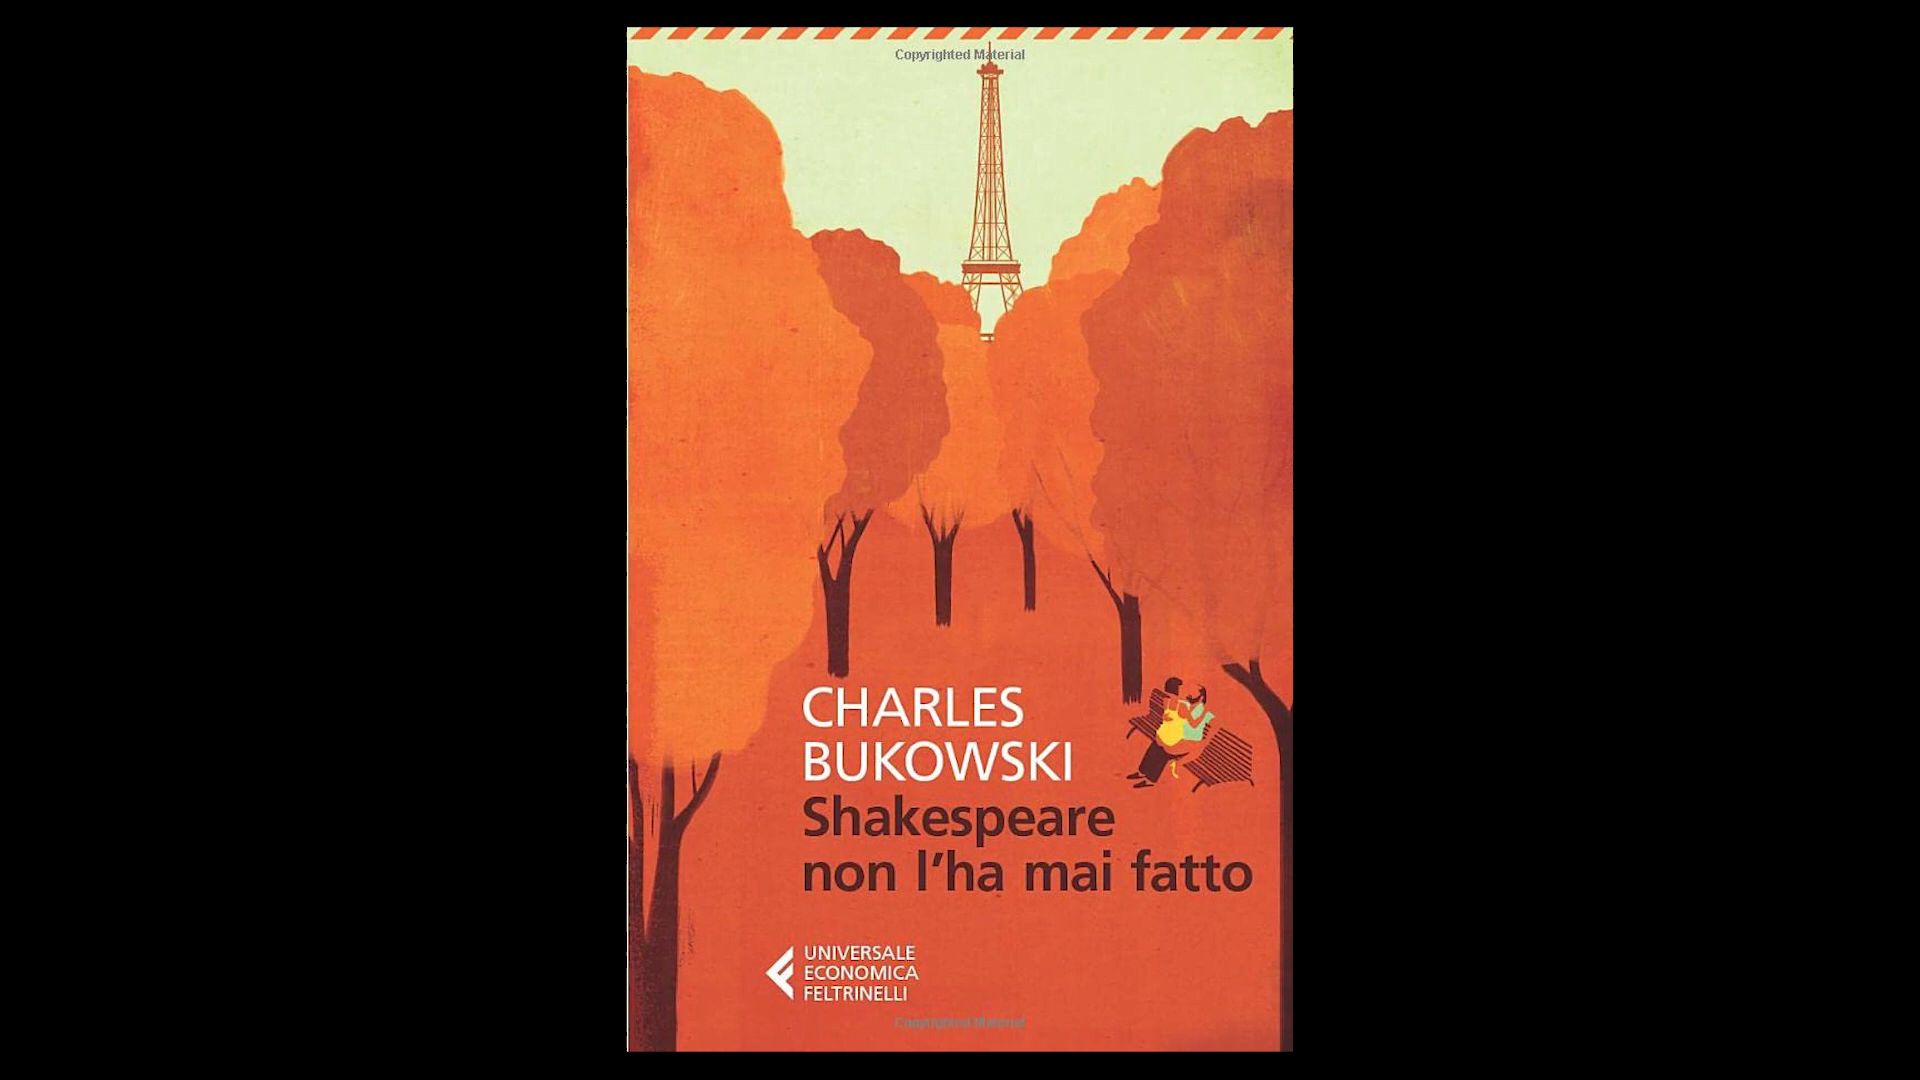 Copyrighted Material
CHARLES
BUKOWSKI
Shakespeare
non l'ha mai fatto
UNIVERSALE
ECONOMICA
FELTRINELLI
Copyrighted Material